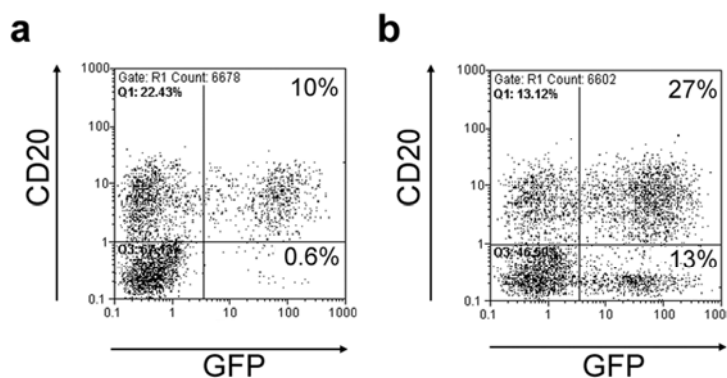 a
Gate: R1 Count: 6678
Q1: 22.43%
10%
0.6%
CD20
1000
100
10
1
0.1
0.1 1 10 100 1000
GFP
b
Gate: R1 Count: 6602
Q1: 13.12%
27%
13%
CD20
1000
100
10
1
0.1
0.1 1 10 100 100
GFP